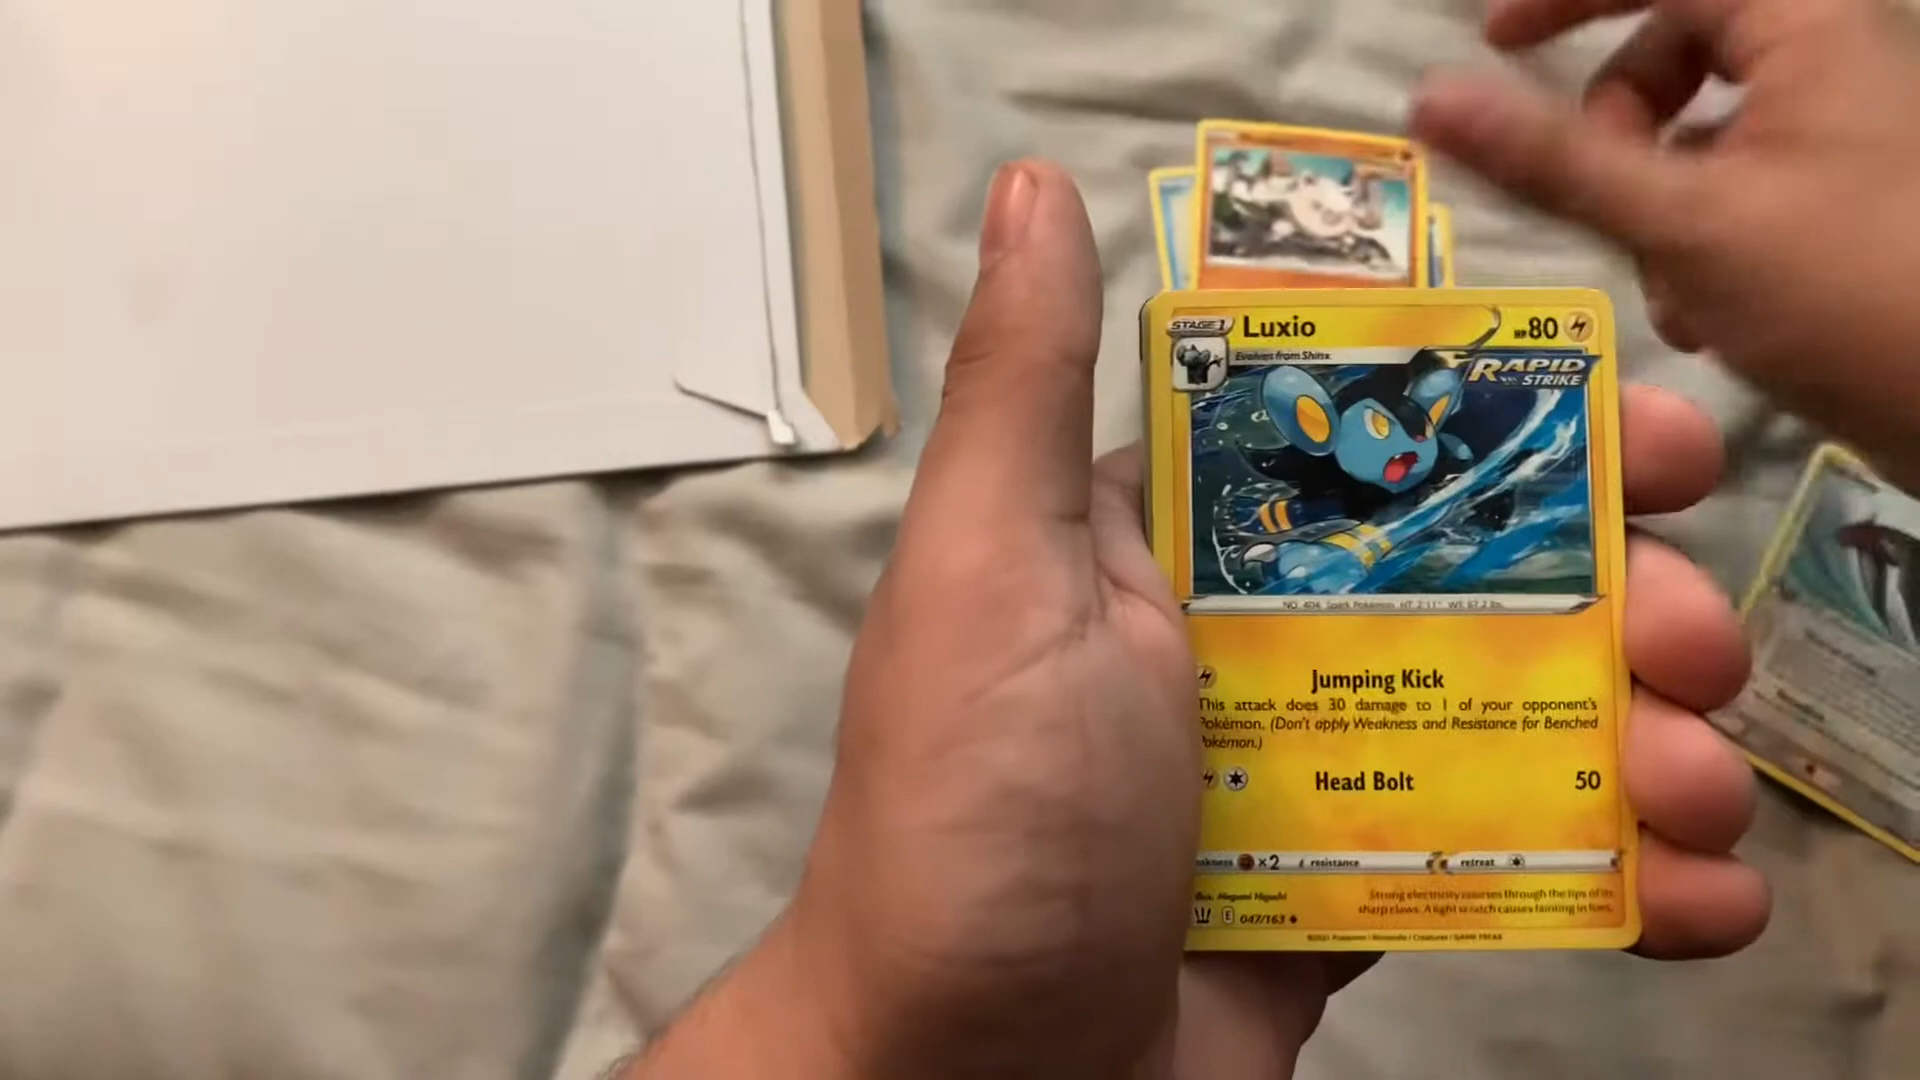 STAGE 1 Luxio HP 80
Evolves from Shinx
RAPID
STRIKE
NO. 404 Spark Pokémon HT: 2'11" WT: 67.2 lbs.
Jumping Kick
This attack does 30 damage to 1 of your opponent's
Pokémon. (Don't apply Weakness and Resistance for Benched
Pokémon.)
Head Bolt 50
akness ×2 resistance retreat
Illus. Megumi Higuchi
Strong electricity courses through the tips of its
sharp claws. A light scratch causes fainting in foes.
E 047/163
©2021 Pokémon / Nintendo / Creatures / GAME FREAK